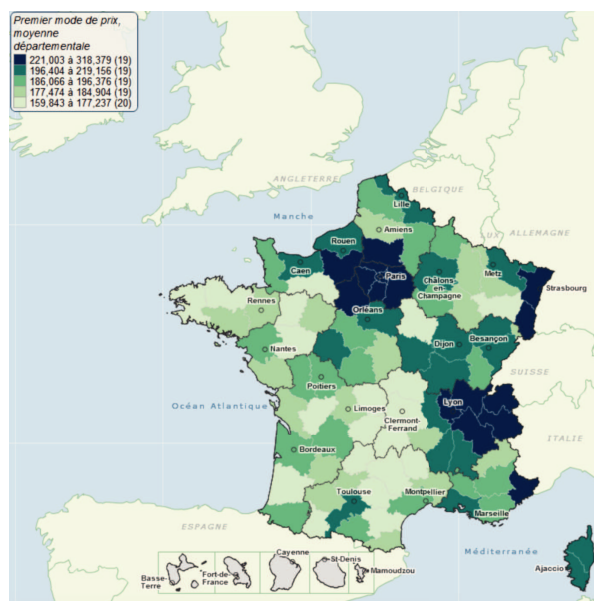 Premier mode de prix,
moyenne
départementale
221,003 à 318,379 (19)
196,404 à 219,156 (19)
186,066 à 196,376 (19)
177,474 à 184,904 (19)
159,843 à 177,237 (20)
ANGLETERRE
BELGIQUE
Lille
Manche
Amiens
LUX
ALLEMAGNE
Rouen
Caen
Paris
Châlons-
en-
Champagne
Metz
Strasbourg
Rennes
Orléans
Nantes
Dijon
Besançon
SUISSE
Poitiers
Océan Atlantique
Limoges
Clermont-
Ferrand
Lyon
ITALIE
Bordeaux
Toulouse
Montpellier
Marseille
ESPAGNE
Méditerranée
Ajaccio
Basse-
Terre
Fort-de-
France
Cayenne
St-Denis
Mamoudzou